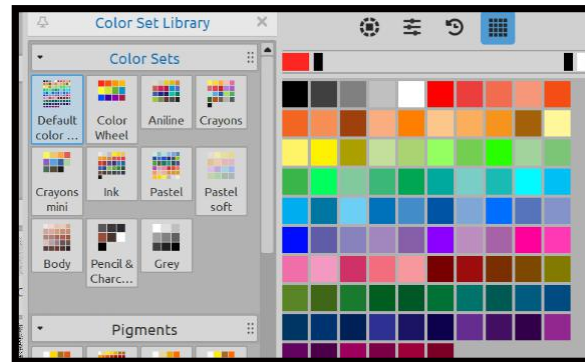 Color Set Library
Color Sets
Default
color ...
Color
Wheel
Aniline
Crayons
Crayons
mini
Ink
Pastel
Pastel
soft
Body
Pencil &
Charc...
Grey
Pigments